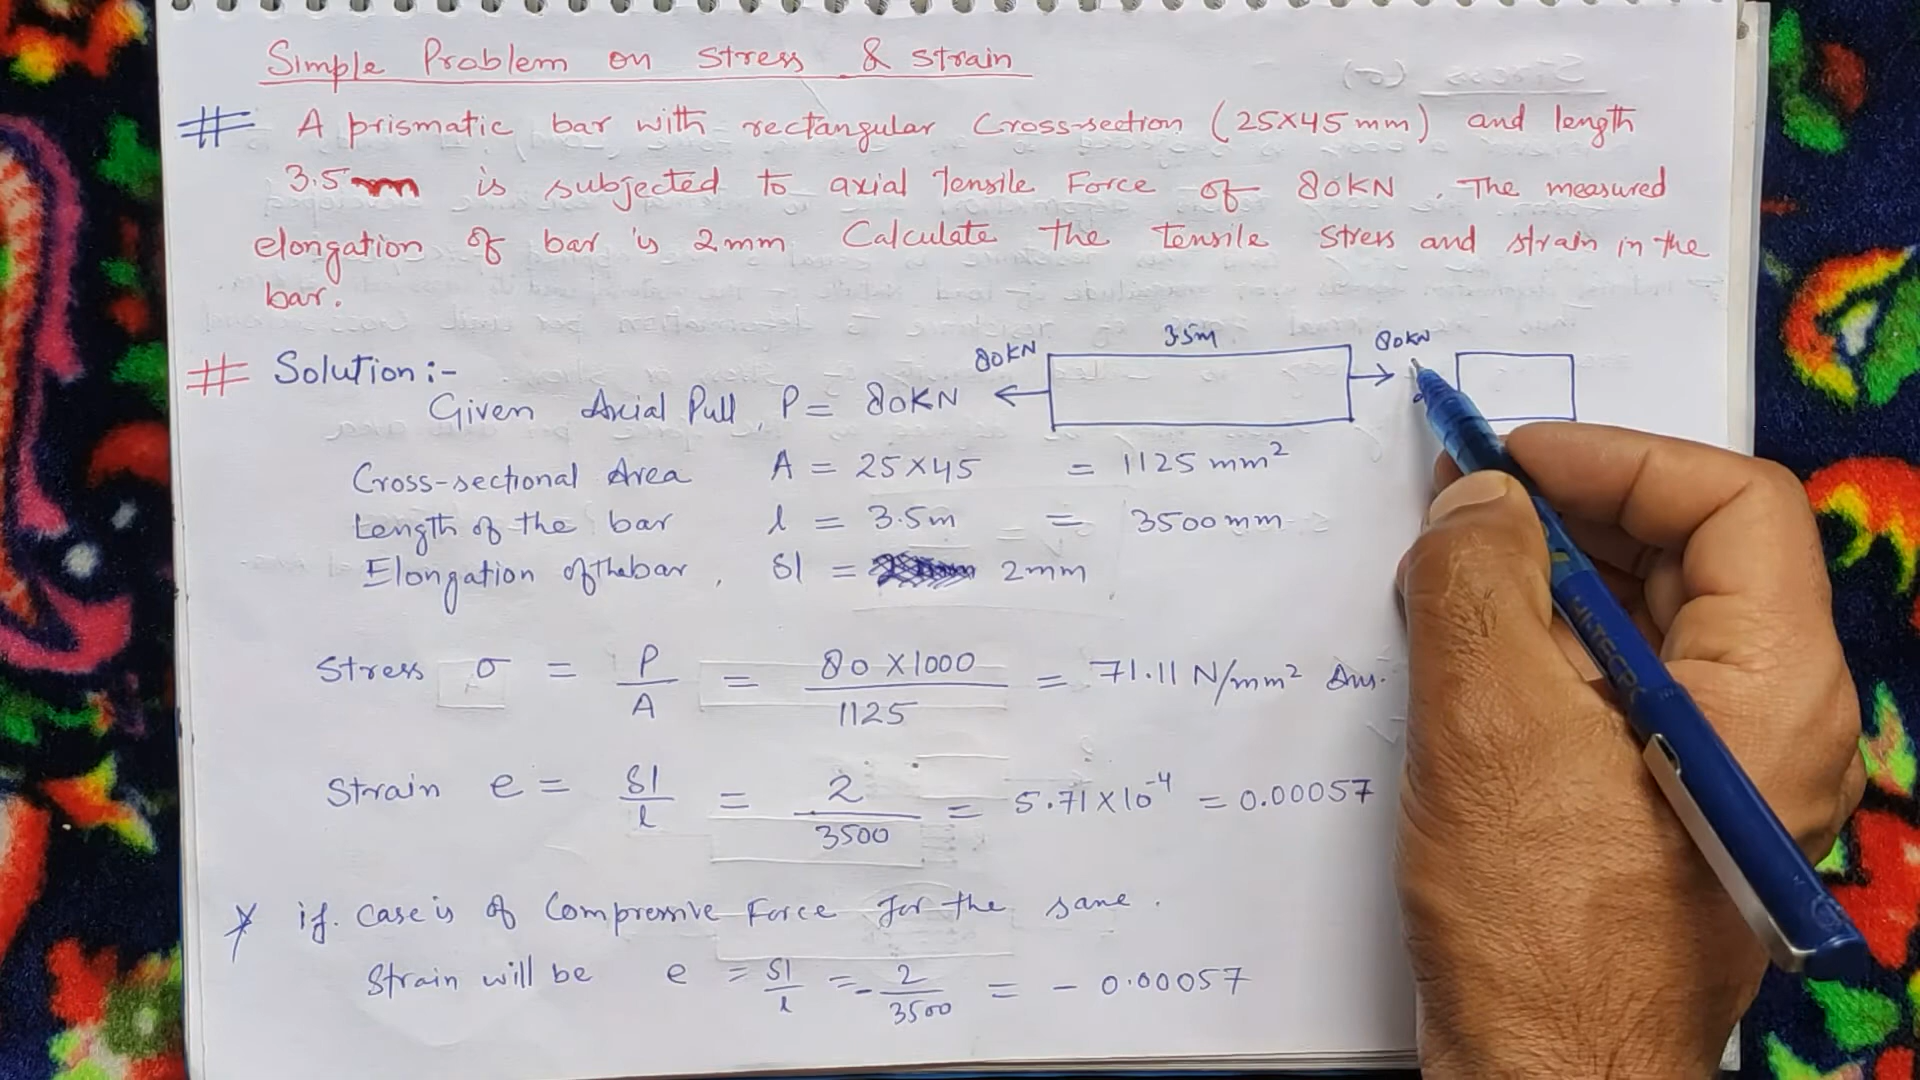 Simple Problem on Stress & Strain
# A prismatic bar with rectangular Cross-section (25×45 mm) and length
3.5m is subjected to axial Tensile Force of 80KN. The measured
elongation of bar is 2mm Calculate the tensile stress and strain in the
bar.
80KN 3.5m 80KN
# Solution :-
Given Axial Pull, P = 80KN
Cross-sectional Area A = 25×45 = 1125 mm²
Length of the bar l = 3.5m = 3500mm
Elongation of the bar, δl = 2mm
Stress σ = P/A = 80 X1000/1125 = 71.11 N/mm² Ans.
Strain e = δl/l = 2/3500 = 5.71×10⁻⁴ = 0.00057
* if. Case is of Compressive Force for the same.
Strain will be e = δl/l = - 2/3500 = - 0.00057
HI-TECPOINT